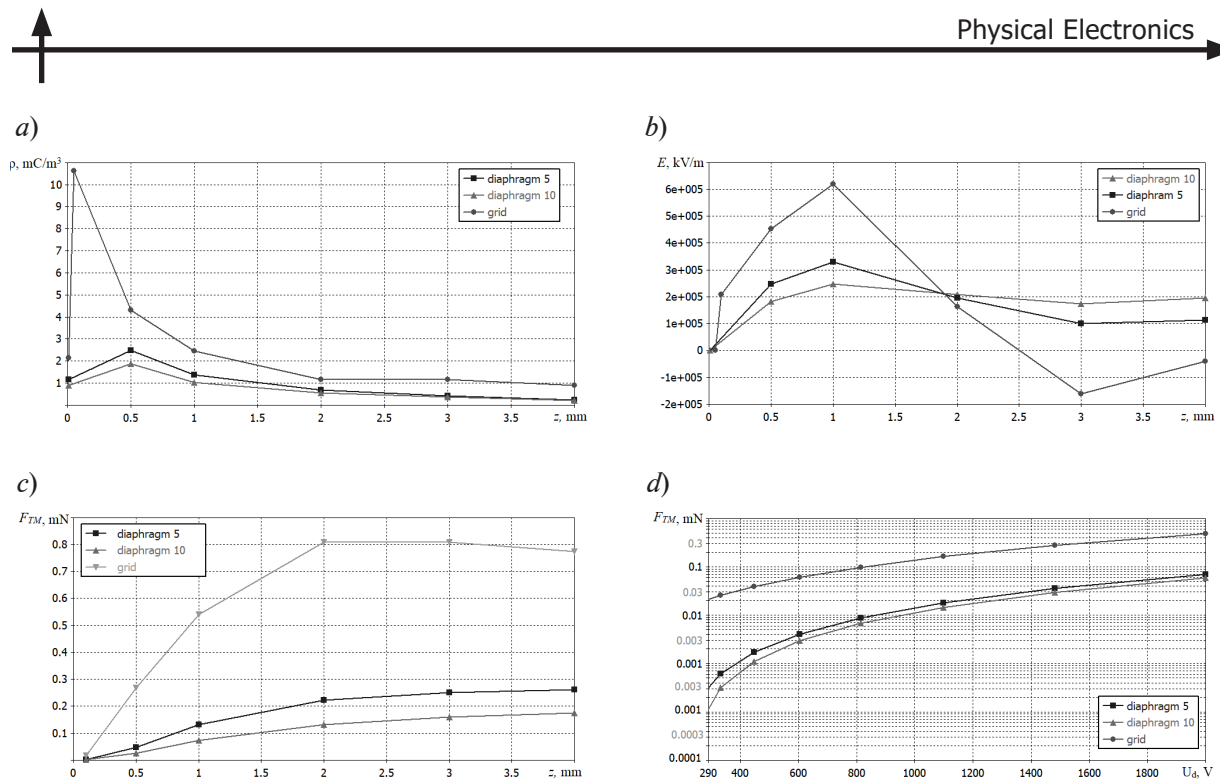 Physical Electronics
a)
ρ, mC/m³
10
9
8
7
6
5
4
3
2
1
0
0.5
1
1.5
2
2.5
3
3.5
z, mm
diaphragm 5
diaphragm 10
grid
b)
E, kV/m
6e+005
5e+005
4e+005
3e+005
2e+005
1e+005
0
-1e+005
-2e+005
0
0.5
1
1.5
2
2.5
3
3.5
z, mm
diaphragm 10
diaphram 5
grid
c)
F_TM, mN
0.8
0.7
0.6
0.5
0.4
0.3
0.2
0.1
0
0.5
1
1.5
2
2.5
3
3.5
z, mm
diaphragm 5
diaphragm 10
grid
d)
F_TM, mN
0.3
0.1
0.03
0.01
0.003
0.001
0.003
0.001
0.0003
0.0001
290
400
600
800
1000
1200
1400
1600
1800
U_d, V
diaphragm 5
diaphragm 10
grid